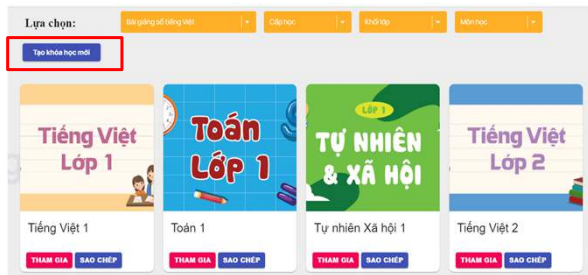 Lựa chọn:
Bài giảng số tiếng Việt
Cấp học
Khối lớp
Môn học
Tạo khóa học mới
Tiếng Việt
Lớp 1
Toán
Lớp 1
LỚP 1
TỰ NHIÊN
& XÃ HỘI
Tiếng Việt
Lớp 2
Tiếng Việt 1
Toán 1
Tự nhiên Xã hội 1
Tiếng Việt 2
THAM GIA SAO CHÉP
THAM GIA SAO CHÉP
THAM GIA SAO CHÉP
THAM GIA SAO CHÉP